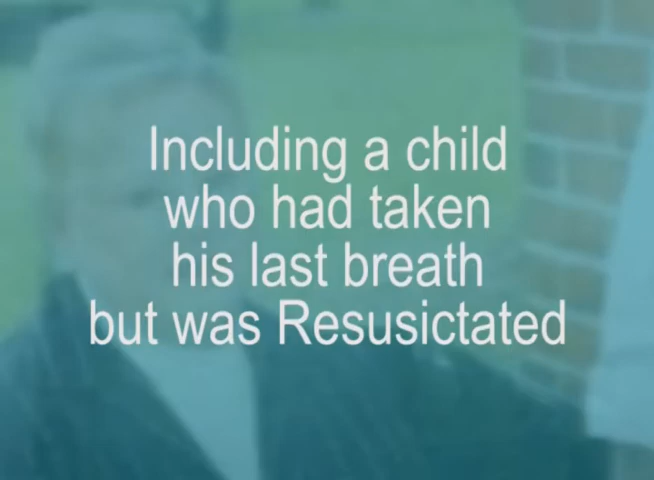 Including a child
who had taken
his last breath
but was Resusictated